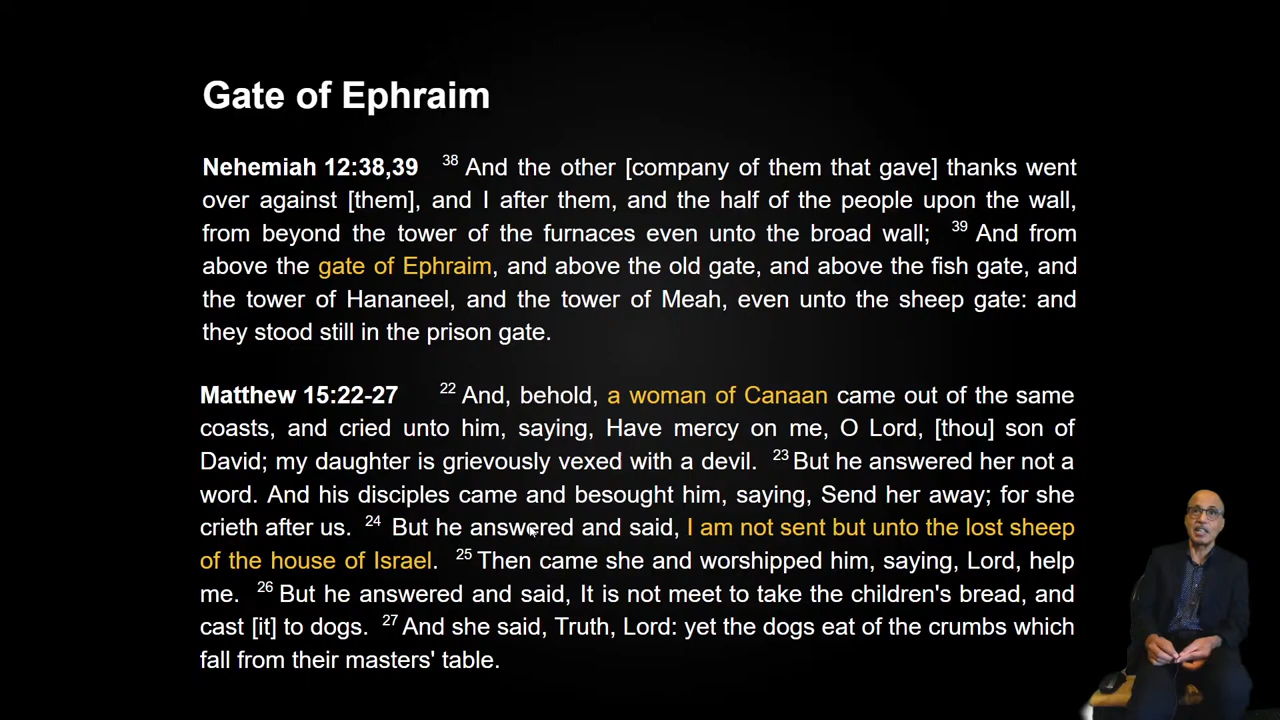 Gate of Ephraim
Nehemiah 12:38,39 38 And the other [company of them that gave] thanks went
over against [them], and I after them, and the half of the people upon the wall,
from beyond the tower of the furnaces even unto the broad wall; 39 And from
above the gate of Ephraim, and above the old gate, and above the fish gate, and
the tower of Hananeel, and the tower of Meah, even unto the sheep gate: and
they stood still in the prison gate.
Matthew 15:22-27 22 And, behold, a woman of Canaan came out of the same
coasts, and cried unto him, saying, Have mercy on me, O Lord, [thou] son of
David; my daughter is grievously vexed with a devil. 23 But he answered her not a
word. And his disciples came and besought him, saying, Send her away; for she
crieth after us. 24 But he answered and said, I am not sent but unto the lost sheep
of the house of Israel. 25 Then came she and worshipped him, saying, Lord, help
me. 26 But he answered and said, It is not meet to take the children's bread, and
cast [it] to dogs. 27 And she said, Truth, Lord: yet the dogs eat of the crumbs which
fall from their masters' table.